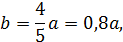 b = 4/5 a = 0,8a,